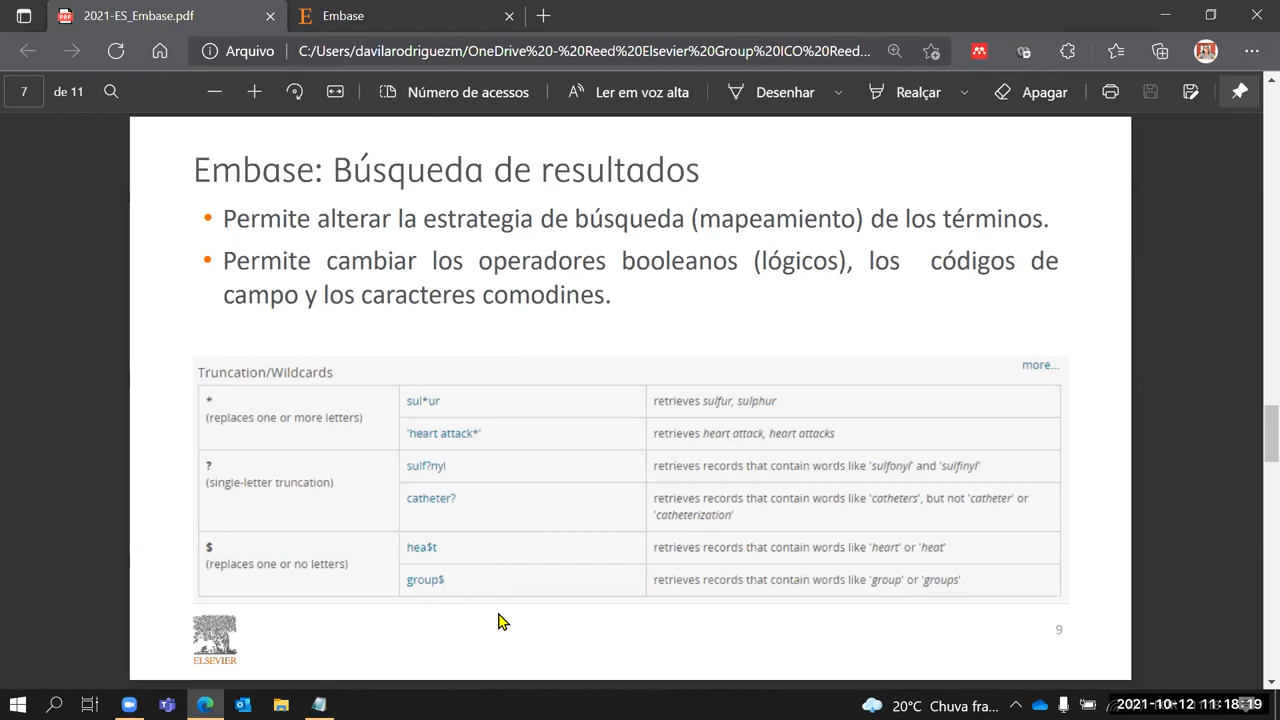 2021-ES_Embase.pdf
Embase
Arquivo
C:/Users/davilarodriguezm/OneDrive%20-%20Reed%20Elsevier%20Group%20ICO%20Reed...
7 de 11
Número de acessos
Ler em voz alta
Desenhar
Realçar
Apagar
Embase: Búsqueda de resultados
• Permite alterar la estrategia de búsqueda (mapeamiento) de los términos.
• Permite cambiar los operadores booleanos (lógicos), los códigos de
campo y los caracteres comodines.
Truncation/Wildcards
more...
*
(replaces one or more letters)
sul*ur
retrieves sulfur, sulphur
'heart attack*'
retrieves heart attack, heart attacks
?
(single-letter truncation)
sulf?nyl
retrieves records that contain words like 'sulfonyl' and 'sulfinyl'
catheter?
retrieves records that contain words like 'catheters', but not 'catheter' or
'catheterization'
$
(replaces one or no letters)
hea$t
retrieves records that contain words like 'heart' or 'heat'
group$
retrieves records that contain words like 'group' or 'groups'
ELSEVIER
9
20°C Chuva fra...
2021-10-12 11:18:19